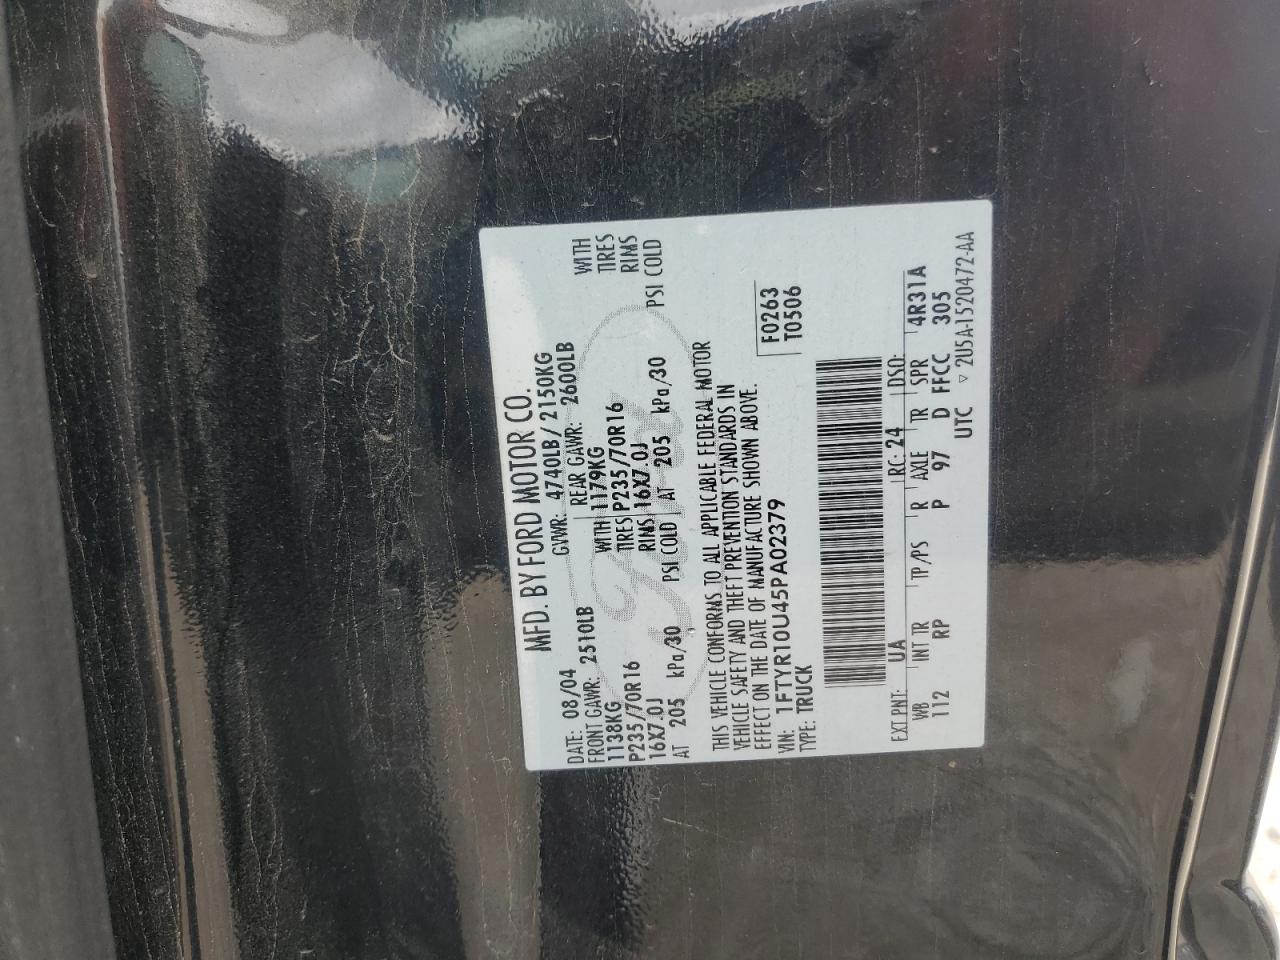 MFD. BY FORD MOTOR CO.
DATE: 08/04 GVWR: 4740LB/2150KG
FRONT GAWR: 2510LB REAR GAWR: 2600LB
1138KG WITH 1179KG WITH
P235/70R16 TIRES P235/70R16 TIRES
16X7.0J RIMS 16X7.0J RIMS
AT 205 kPa/30 PSI COLD AT 205 kPa/30 PSI COLD
THIS VEHICLE CONFORMS TO ALL APPLICABLE FEDERAL MOTOR
VEHICLE SAFETY AND THEFT PREVENTION STANDARDS IN
EFFECT ON THE DATE OF MANUFACTURE SHOWN ABOVE.
VIN: 1FTYR10U45PA02379 F0263
TYPE: TRUCK T0506
EXT PNT: UA RC: 24 DSO:
WB INT TR TP/PS R AXLE TR SPR 4R31A
112 RP P 97 D FFCC 305
UTC ▽ 2U5A-1520472-AA
Ford